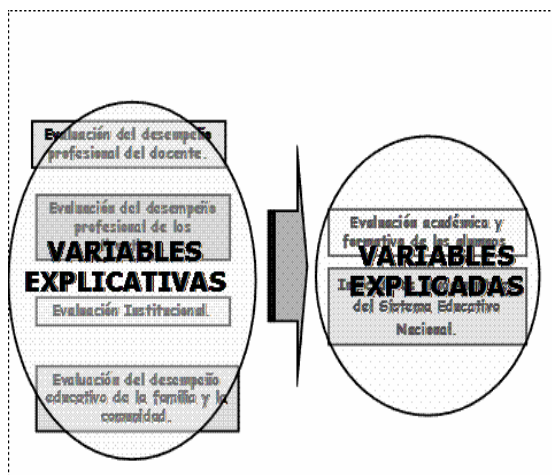 Evaluación del desempeño
profesional del docente.
Evaluación del desempeño
profesional de los
VARIABLES
EXPLICATIVAS
Evaluación Institucional.
Evaluación del desempeño
educativo de la familia y la
comunidad.
Evaluación académica y
formativa de los alumnos.
VARIABLES
EXPLICADAS
del Sistema Educativo
Nacional.